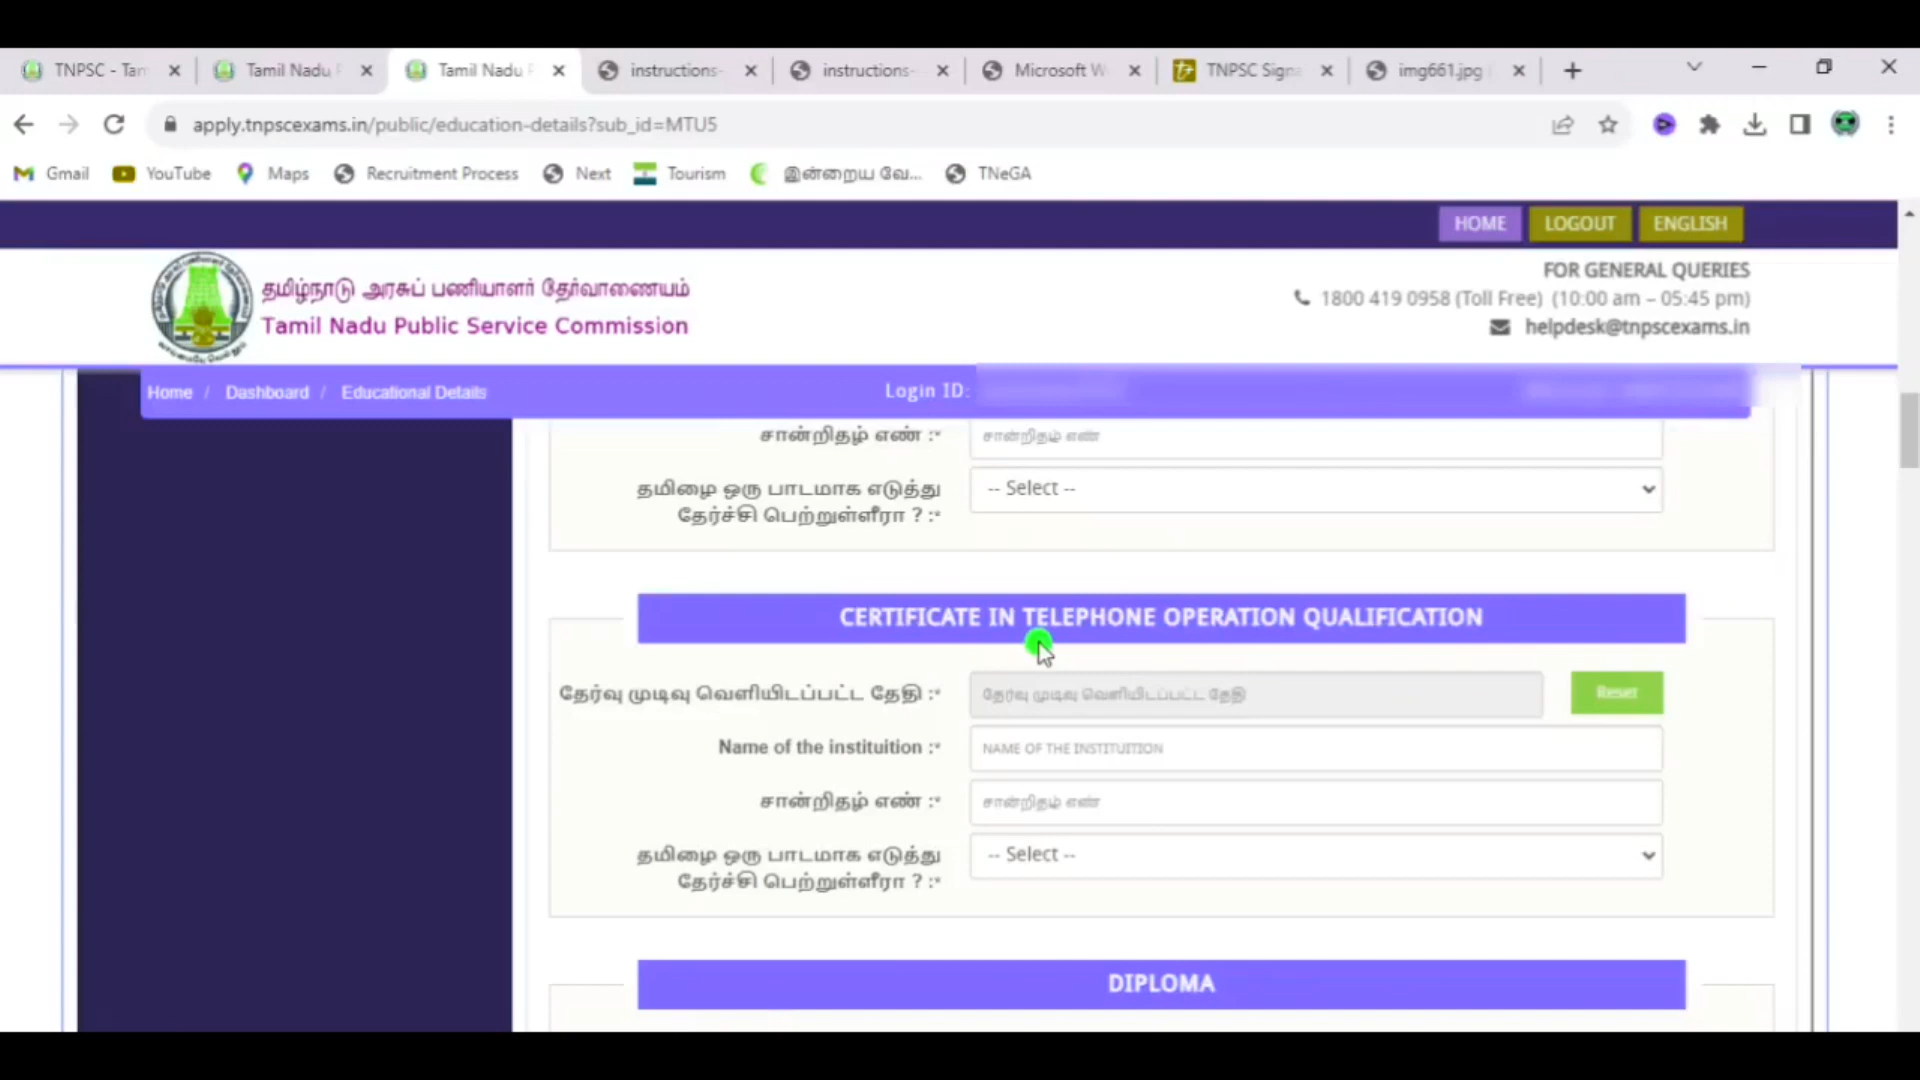 TNPSC - Tam
Tamil Nadu P
Tamil Nadu P
instructions-
instructions-
Microsoft W
TNPSC Signa
img661.jpg
apply.tnpscexams.in/public/education-details?sub_id=MTU5
Gmail
YouTube
Maps
Recruitment Process
Next
Tourism
இன்றைய வே...
TNeGA
HOME
LOGOUT
ENGLISH
தமிழ்நாடு அரசுப் பணியாளர் தேர்வாணையம்
Tamil Nadu Public Service Commission
FOR GENERAL QUERIES
1800 419 0958 (Toll Free) (10:00 am – 05:45 pm)
helpdesk@tnpscexams.in
Home / Dashboard / Educational Details
Login ID:
சான்றிதழ் எண் :*
சான்றிதழ் எண்
தமிழை ஒரு பாடமாக எடுத்து
தேர்ச்சி பெற்றுள்ளீரா ? :*
-- Select --
CERTIFICATE IN TELEPHONE OPERATION QUALIFICATION
தேர்வு முடிவு வெளியிடப்பட்ட தேதி :*
தேர்வு முடிவு வெளியிடப்பட்ட தேதி
Reset
Name of the instituition :*
NAME OF THE INSTITUITION
சான்றிதழ் எண் :*
சான்றிதழ் எண்
தமிழை ஒரு பாடமாக எடுத்து
தேர்ச்சி பெற்றுள்ளீரா ? :*
-- Select --
DIPLOMA